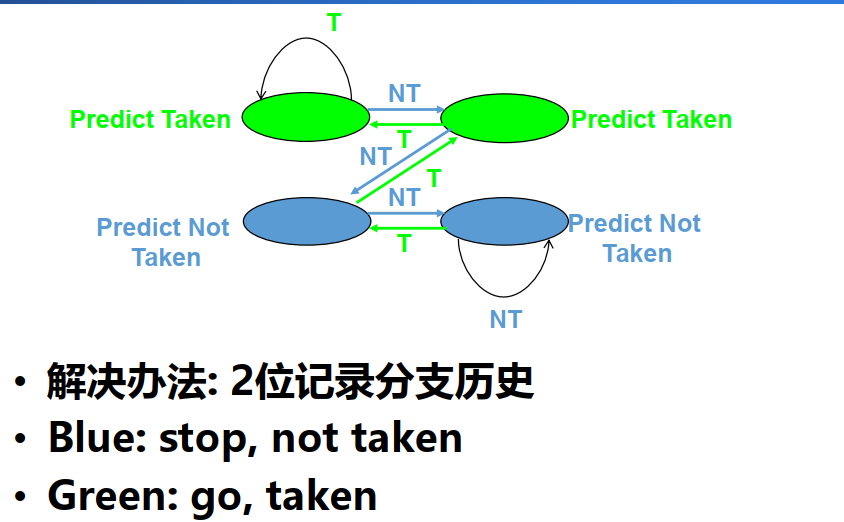 T
NT
Predict Taken
Predict Taken
T
NT
T
NT
Predict Not
Taken
Predict Not
Taken
T
NT
• 解决办法: 2位记录分支历史
• Blue: stop, not taken
• Green: go, taken